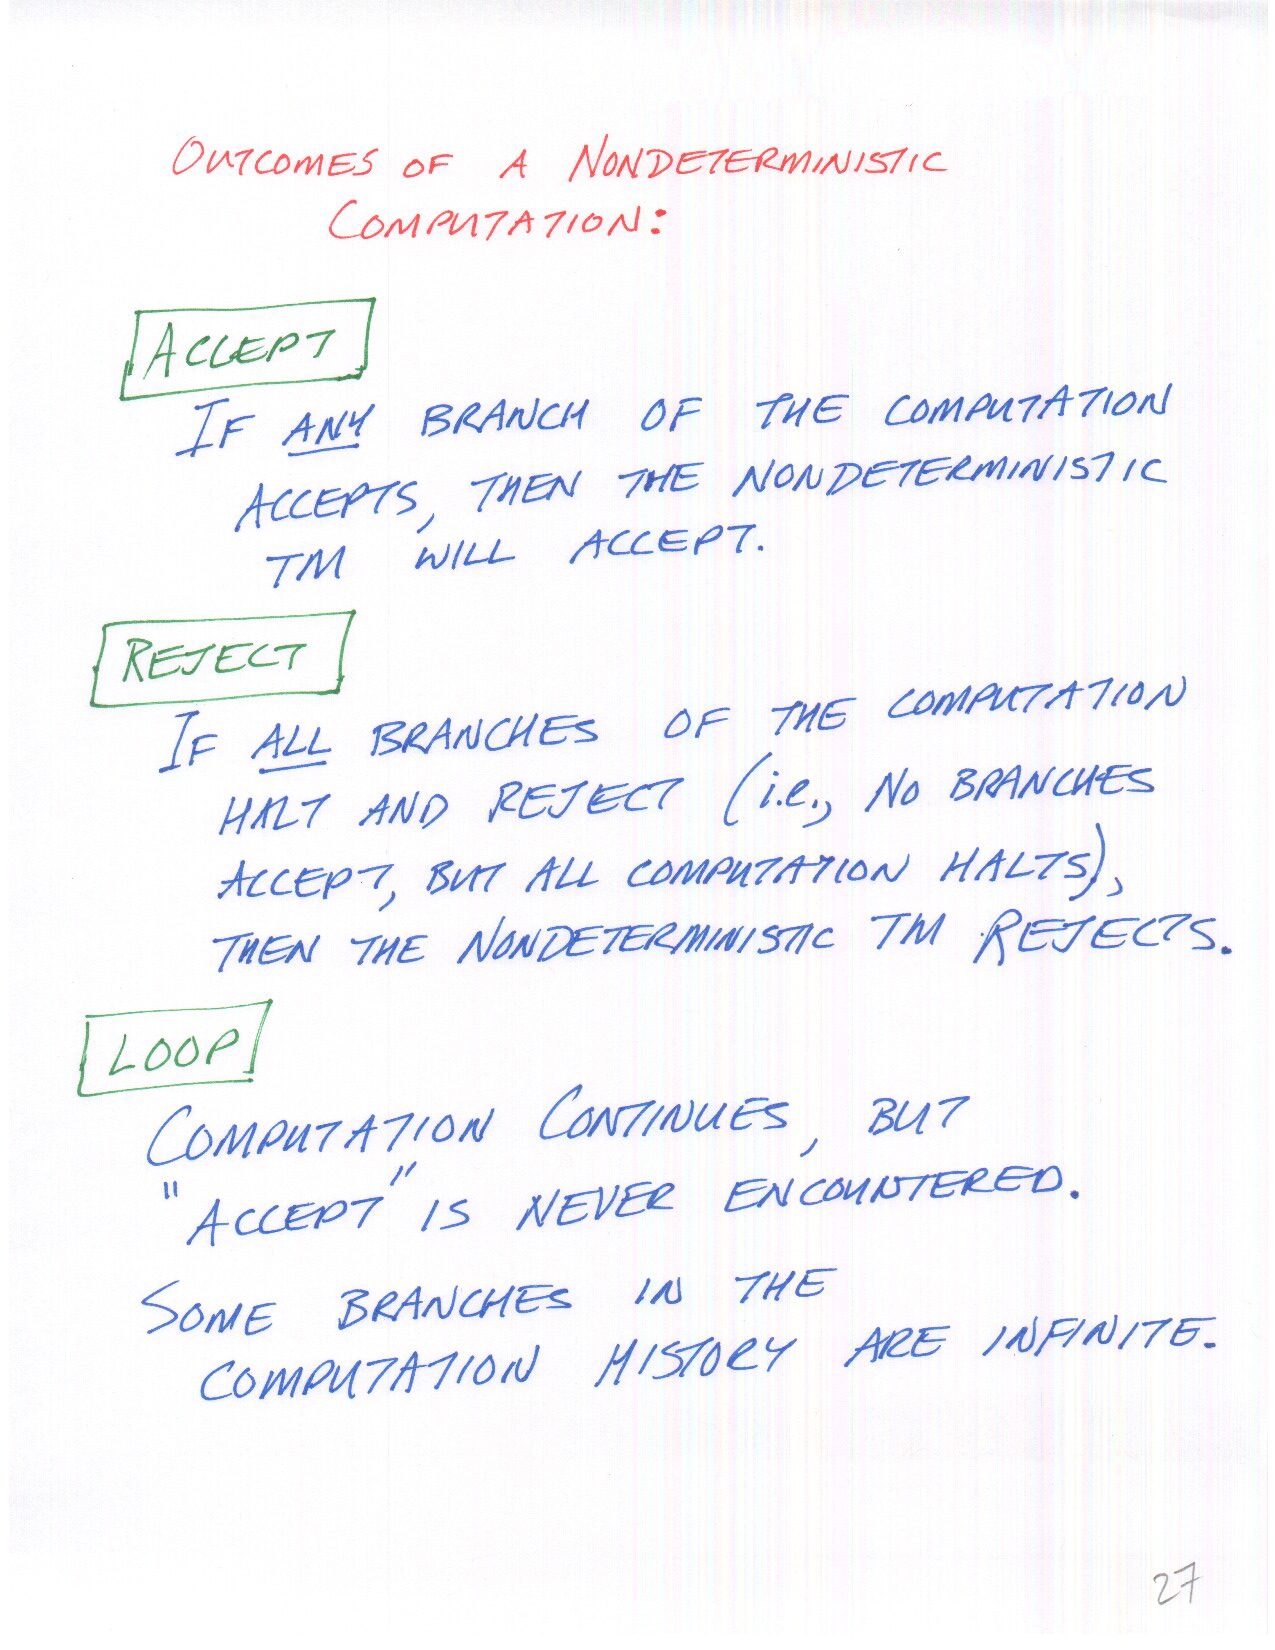 OUTCOMES OF A NONDETERMINISTIC
COMPUTATION:
ACCEPT
IF ANY BRANCH OF THE COMPUTATION
ACCEPTS, THEN THE NONDETERMINISTIC
TM WILL ACCEPT.
REJECT
IF ALL BRANCHES OF THE COMPUTATION
HALT AND REJECT (i.e., NO BRANCHES
ACCEPT, BUT ALL COMPUTATION HALTS),
THEN THE NONDETERMINISTIC TM REJECTS.
LOOP
COMPUTATION CONTINUES, BUT
"ACCEPT" IS NEVER ENCOUNTERED.
SOME BRANCHES IN THE
COMPUTATION HISTORY ARE INFINITE.
27